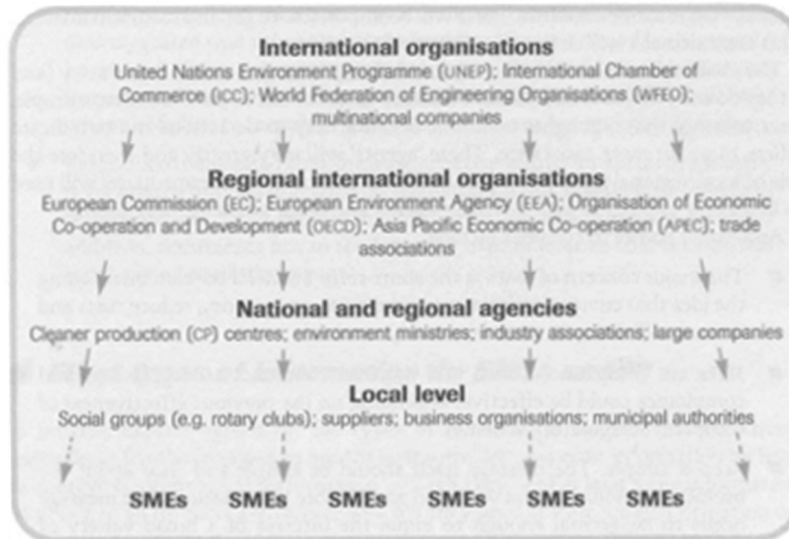 International organisations
United Nations Environment Programme (UNEP); International Chamber of
Commerce (ICC); World Federation of Engineering Organisations (WFEO);
multinational companies
Regional international organisations
European Commission (EC); European Environment Agency (EEA); Organisation of Economic
Co-operation and Development (OECD); Asia Pacific Economic Co-operation (APEC); trade
associations
National and regional agencies
Cleaner production (CP) centres; environment ministries; industry associations; large companies
Local level
Social groups (e.g. rotary clubs); suppliers; business organisations; municipal authorities
SMEs SMEs SMEs SMEs SMEs SMEs